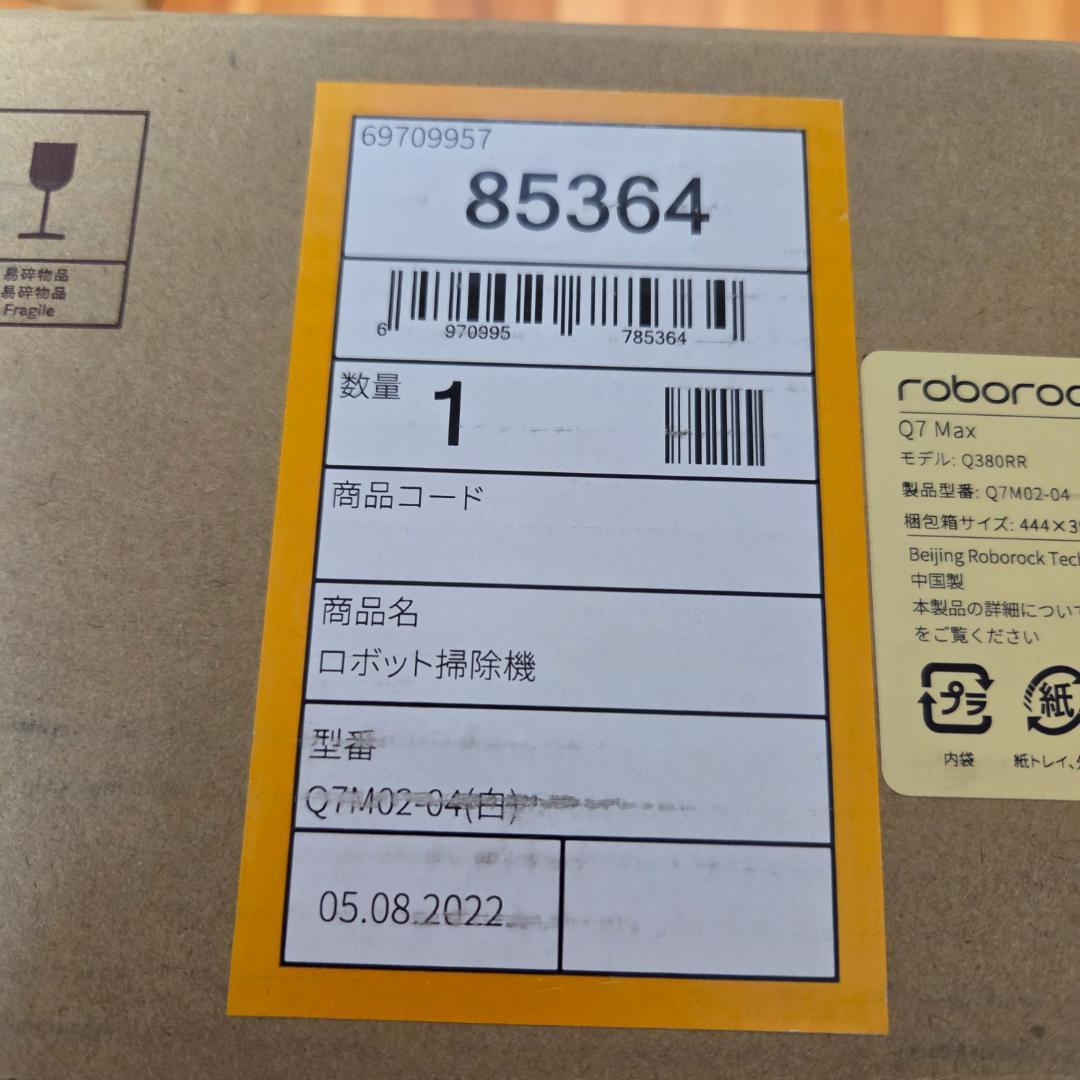 易碎物品
易碎物品
Fragile
69709957
85364
6 970995 785364
数量 1
商品コード
商品名
ロボット掃除機
型番
Q7M02-04(白)
05.08.2022
roboroc
Q7 Max
モデル: Q380RR
製品型番: Q7M02-04
梱包箱サイズ: 444×3
Beijing Roborock Tec
中国製
本製品の詳細について
をご覧ください
プラ
紙
内袋
紙トレイ、